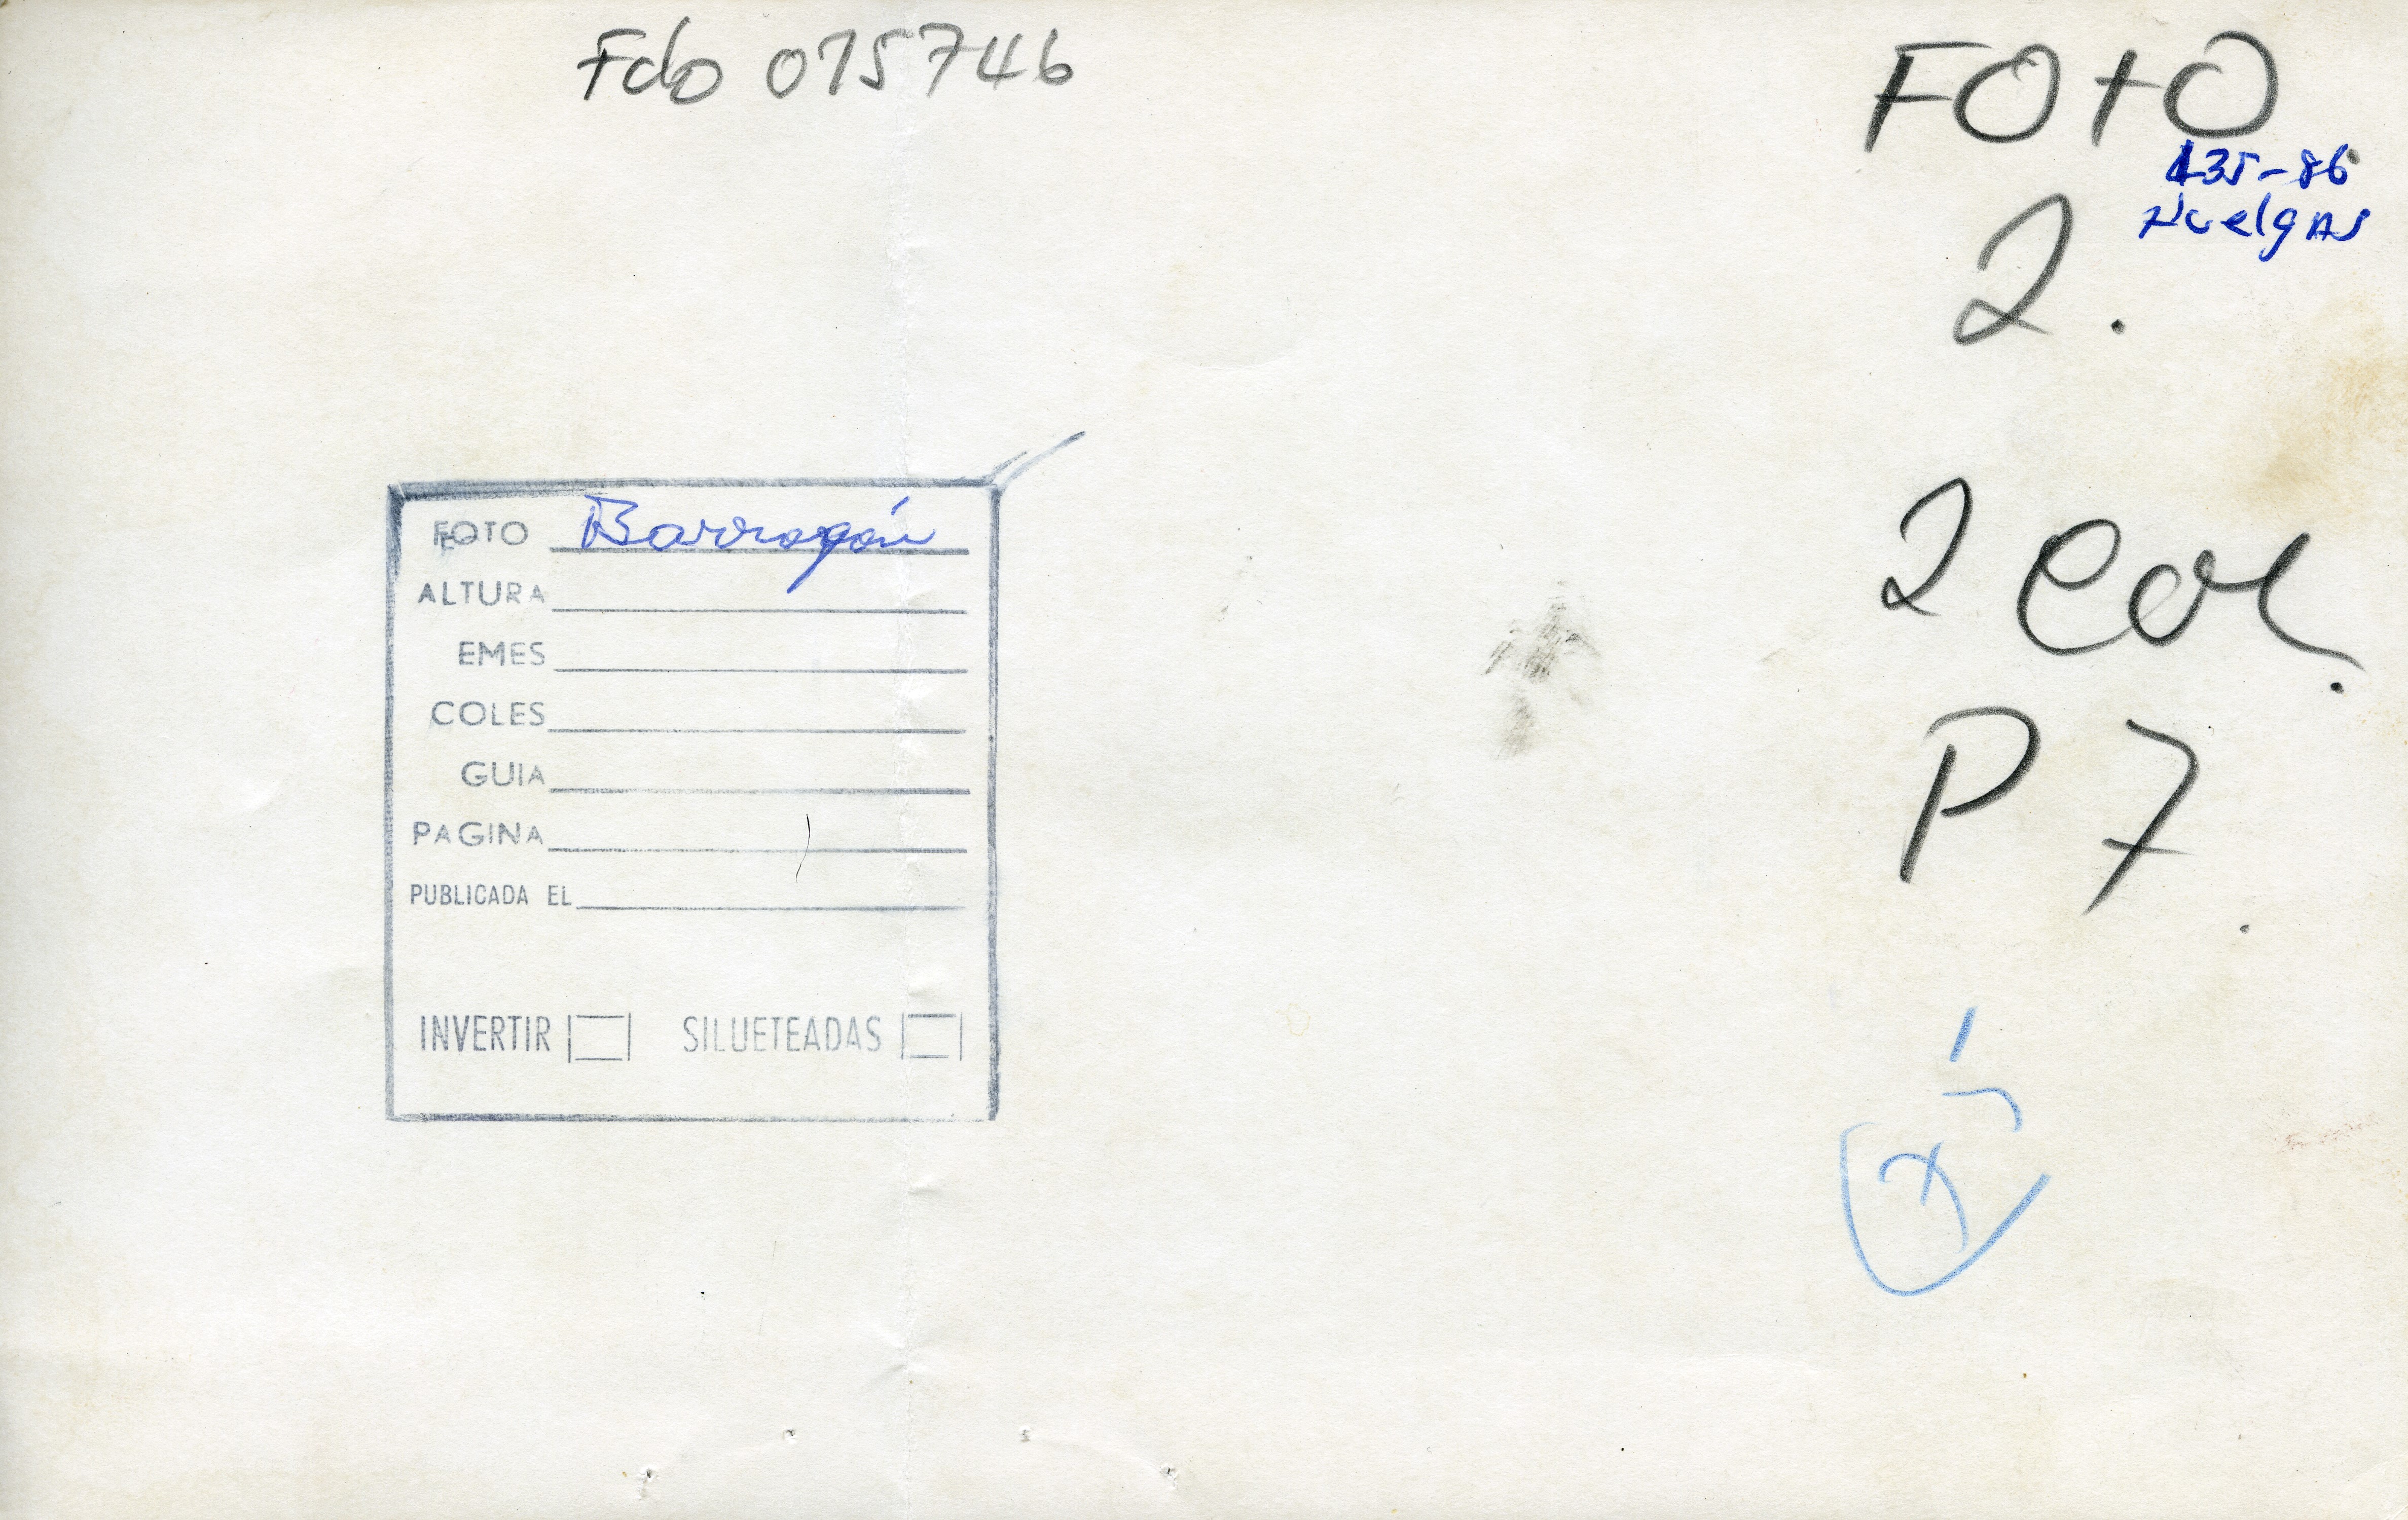 Fdo 075746
FOTO
435-86
Huelgas
2.
2 Col.
P 7.
FOTO Barragán
ALTURA
EMES
COLES
GUIA
PAGINA
PUBLICADA EL
INVERTIR
SILUETEADAS